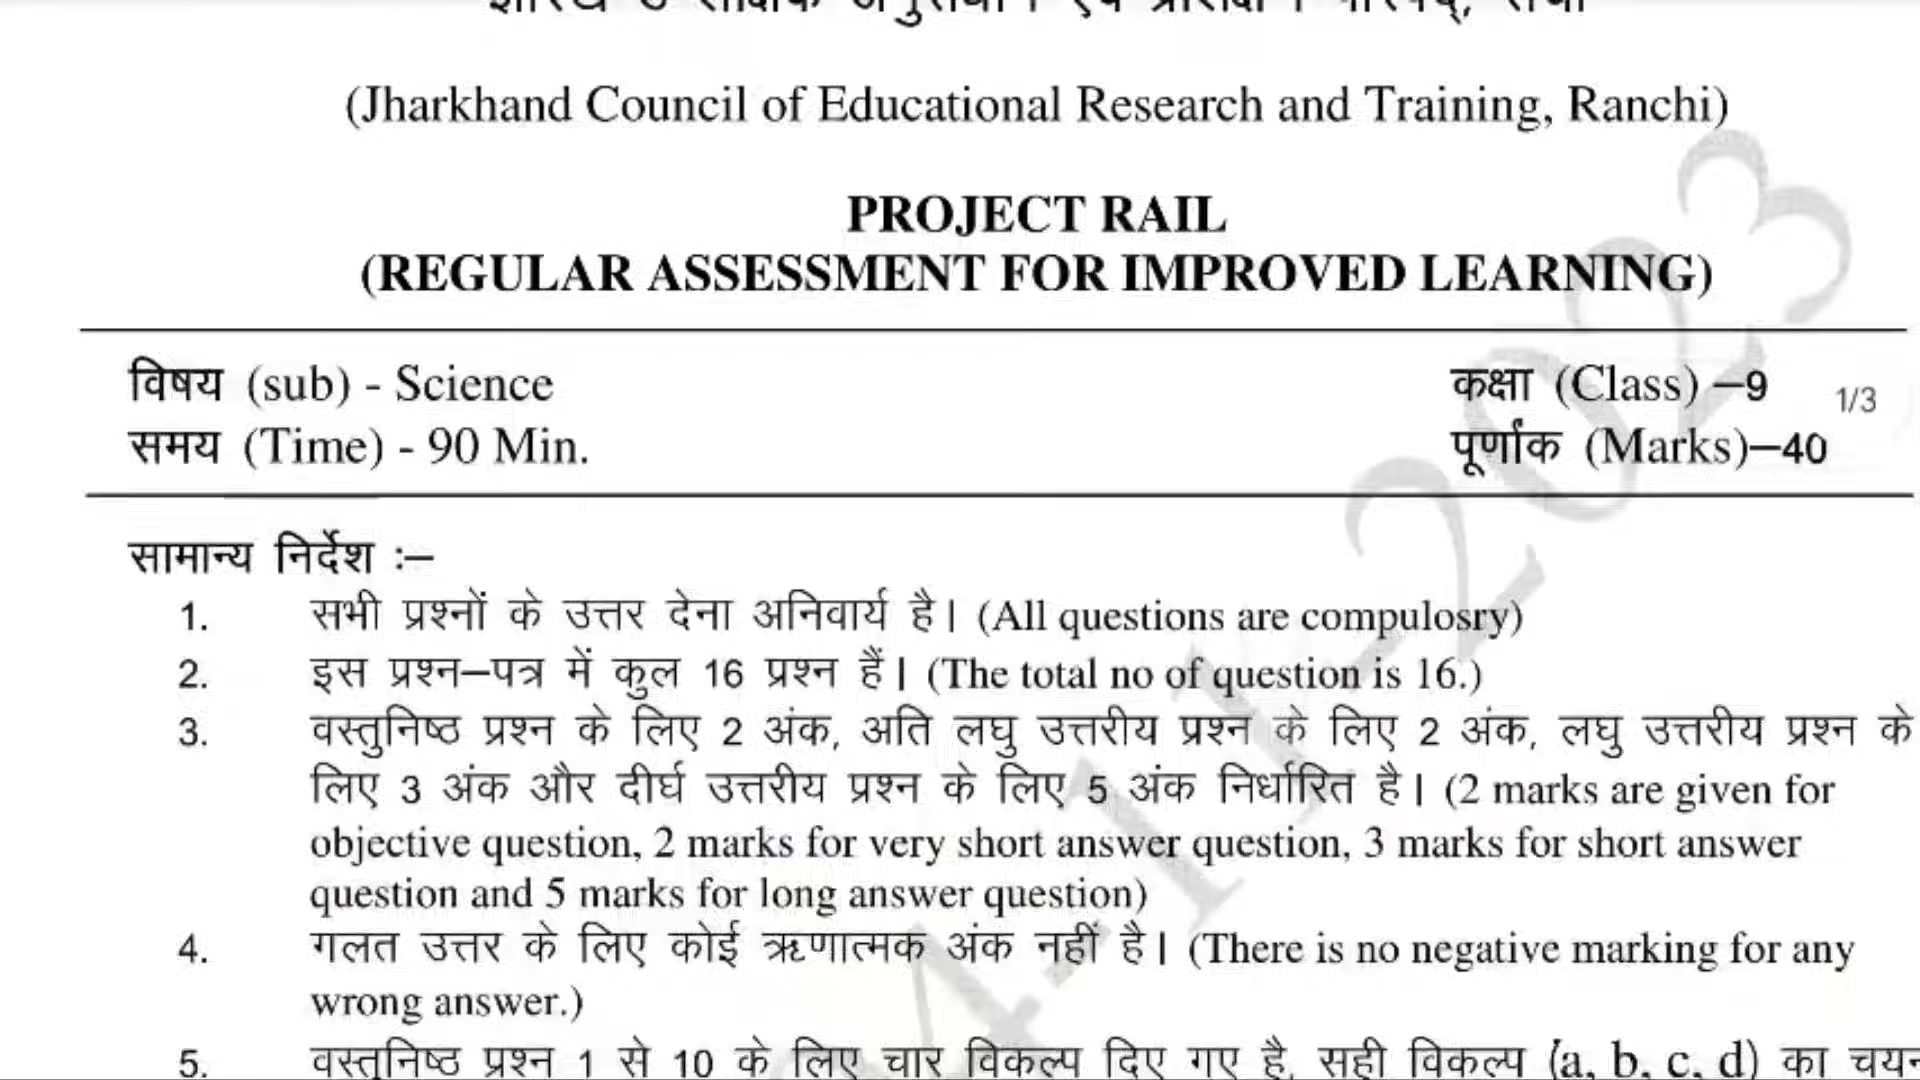 (Jharkhand Council of Educational Research and Training, Ranchi)
PROJECT RAIL
(REGULAR ASSESSMENT FOR IMPROVED LEARNING)
विषय (sub) - Science
कक्षा (Class) –9
1/3
समय (Time) - 90 Min.
पूर्णांक (Marks)–40
सामान्य निर्देश :–
1. सभी प्रश्नों के उत्तर देना अनिवार्य है। (All questions are compulosry)
2. इस प्रश्न–पत्र में कुल 16 प्रश्न हैं। (The total no of question is 16.)
3. वस्तुनिष्ठ प्रश्न के लिए 2 अंक, अति लघु उत्तरीय प्रश्न के लिए 2 अंक, लघु उत्तरीय प्रश्न के
लिए 3 अंक और दीर्घ उत्तरीय प्रश्न के लिए 5 अंक निर्धारित है। (2 marks are given for
objective question, 2 marks for very short answer question, 3 marks for short answer
question and 5 marks for long answer question)
4. गलत उत्तर के लिए कोई ऋणात्मक अंक नहीं है। (There is no negative marking for any
wrong answer.)
5. वस्तुनिष्ठ प्रश्न 1 से 10 के लिए चार विकल्प दिए गए है, सही विकल्प (a, b, c, d) का चयन